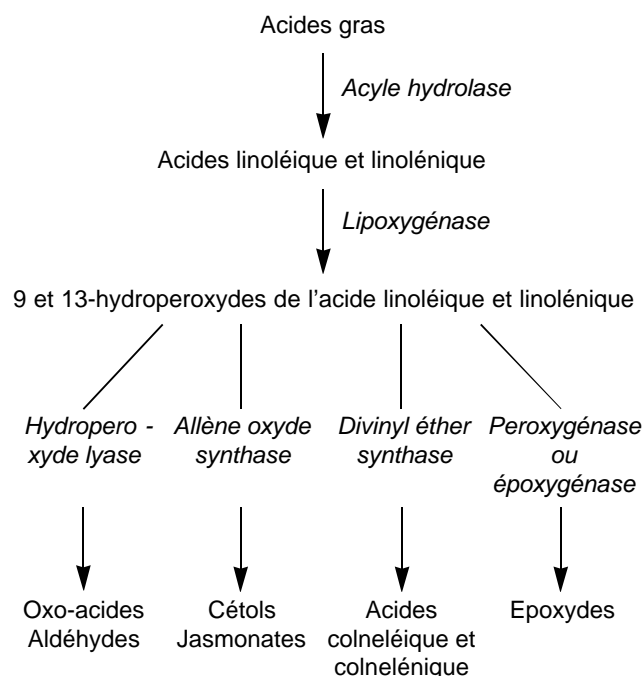 Acides gras
Acyle hydrolase
Acides linoléique et linolénique
Lipoxygénase
9 et 13-hydroperoxydes de l'acide linoléique et linolénique
Hydropero -
xyde lyase
Allène oxyde
synthase
Divinyl éther
synthase
Peroxygénase
ou
époxygénase
Oxo-acides
Aldéhydes
Cétols
Jasmonates
Acides
colneléique et
colnelénique
Epoxydes